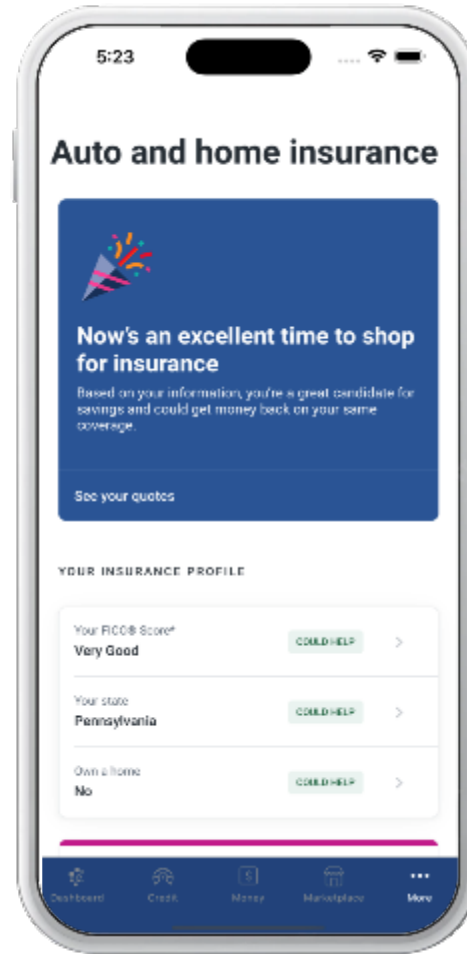 5:23
Auto and home insurance
Now's an excellent time to shop
for insurance
Based on your information, you're a great candidate for
savings and could get money back on your same
coverage.
See your quotes
YOUR INSURANCE PROFILE
Your FICO® Score*
Very Good
COULD HELP
Your state
Pennsylvania
COULD HELP
Own a home
No
COULD HELP
Dashboard
Credit
$
Money
Marketplace
More